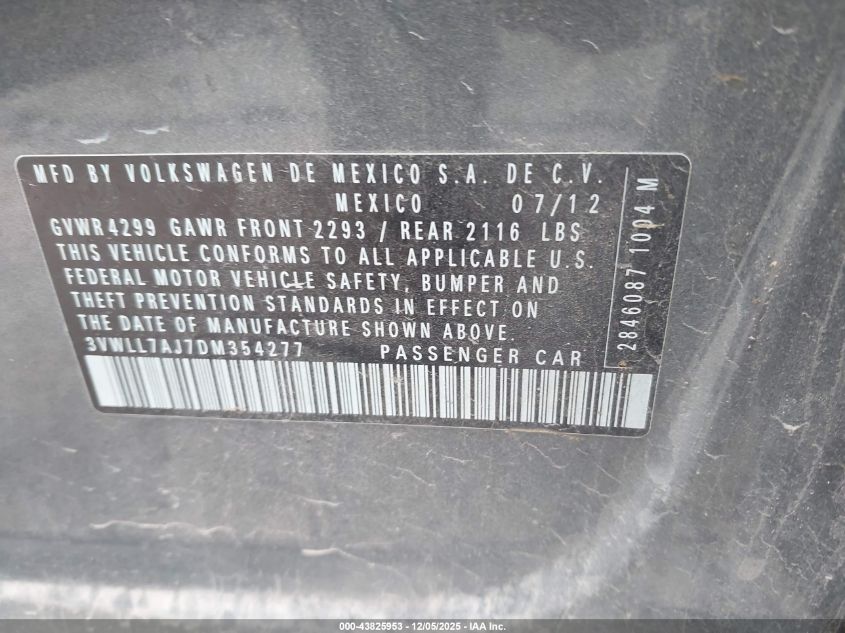 MFD BY VOLKSWAGEN DE MEXICO S.A. DE C.V.
MEXICO 07/12
GVWR 4299 GAWR FRONT 2293 / REAR 2116 LBS
THIS VEHICLE CONFORMS TO ALL APPLICABLE U.S.
FEDERAL MOTOR VEHICLE SAFETY, BUMPER AND
THEFT PREVENTION STANDARDS IN EFFECT ON
THE DATE OF MANUFACTURE SHOWN ABOVE.
3VWLL7AJ7DM354277 PASSENGER CAR
2846087 1004 M
000-43825953 - 12/05/2025 - IAA Inc.